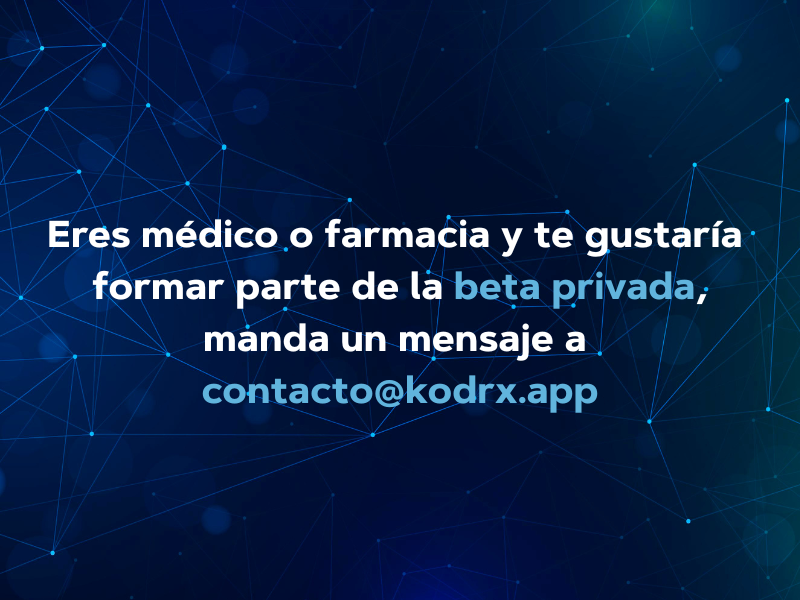 Eres médico o farmacia y te gustaría
formar parte de la beta privada,
manda un mensaje a
contacto@kodrx.app